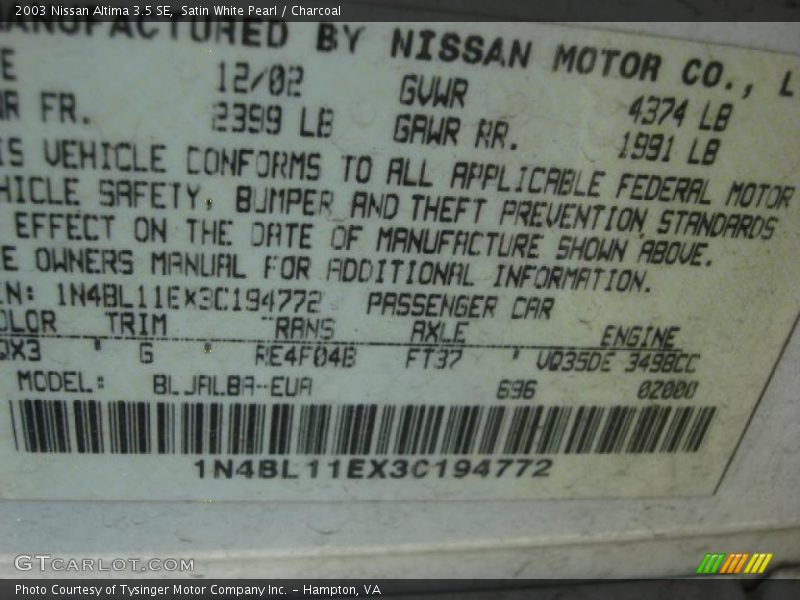 2003 Nissan Altima 3.5 SE, Satin White Pearl / Charcoal
MANUFACTURED BY NISSAN MOTOR CO., L
E 12/02 GVWR 4374 LB
WR FR. 2399 LB GAWR RR. 1991 LB
IS VEHICLE CONFORMS TO ALL APPLICABLE FEDERAL MOTOR
HICLE SAFETY, BUMPER AND THEFT PREVENTION STANDARDS
EFFECT ON THE DATE OF MANUFACTURE SHOWN ABOVE.
E OWNERS MANUAL FOR ADDITIONAL INFORMATION.
IN: 1N4BL11EX3C194772 PASSENGER CAR
OLOR TRIM TRANS AXLE ENGINE
QX3 G RE4F04B FT37 VQ35DE 3498CC
MODEL: BLJALBA-EUA 696 02000
1N4BL11EX3C194772
GTCARLOT.COM
Photo Courtesy of Tysinger Motor Company Inc. - Hampton, VA